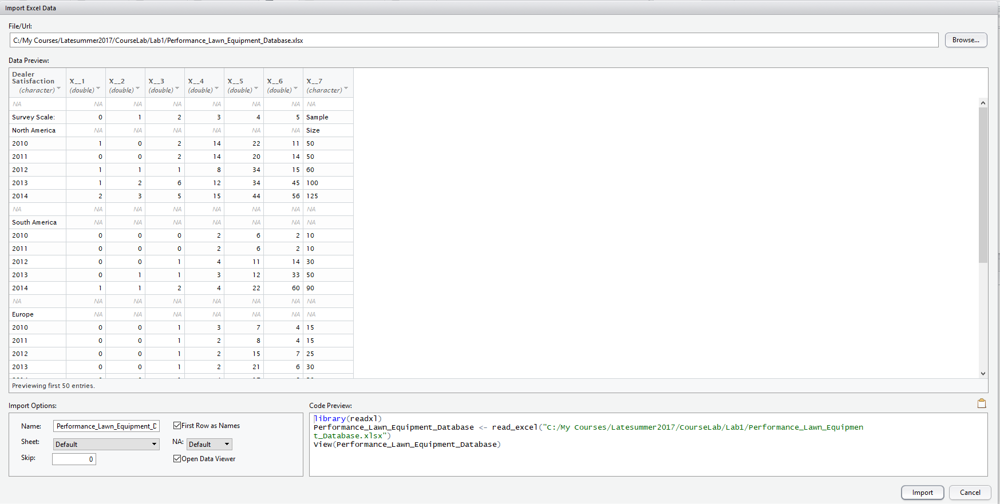 Import Excel Data
File/Url:
C:/My Courses/Latesummer2017/CourseLab/Lab1/Performance_Lawn_Equipment_Database.xlsx
Browse...
Data Preview:
Dealer Satisfaction (character) X__1 (double) X__2 (double) X__3 (double) X__4 (double) X__5 (double) X__6 (double) X__7 (character)
NA NA NA NA NA NA NA NA
Survey Scale: 0 1 2 3 4 5 Sample
North America NA NA NA NA NA NA Size
2010 1 0 2 14 22 11 50
2011 0 0 2 14 20 14 50
2012 1 1 1 8 34 15 60
2013 1 2 6 12 34 45 100
2014 2 3 5 15 44 56 125
NA NA NA NA NA NA NA NA
South America NA NA NA NA NA NA NA
2010 0 0 0 2 6 2 10
2011 0 0 0 2 6 2 10
2012 0 0 1 4 11 14 30
2013 0 1 1 3 12 33 50
2014 1 1 2 4 22 60 90
NA NA NA NA NA NA NA NA
Europe NA NA NA NA NA NA NA
2010 0 0 1 3 7 4 15
2011 0 0 1 2 8 4 15
2012 0 0 1 2 15 7 25
2013 0 0 1 2 21 6 30
Previewing first 50 entries.
Import Options:
Name: Performance_Lawn_Equipment_D
First Row as Names
Sheet: Default
NA: Default
Skip: 0
Open Data Viewer
Code Preview:
library(readxl)
Performance_Lawn_Equipment_Database <- read_excel("C:/My Courses/Latesummer2017/CourseLab/Lab1/Performance_Lawn_Equipmen
t_Database.xlsx")
View(Performance_Lawn_Equipment_Database)
Import
Cancel